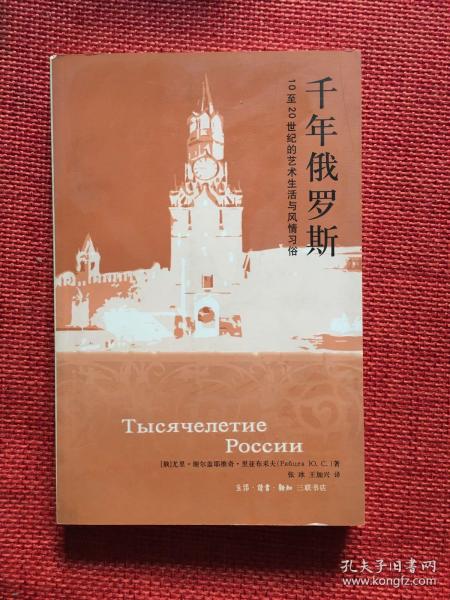 千年俄罗斯
10至20世纪的艺术生活与风情习俗
Тысячелетие
России
[俄]尤里·谢尔盖耶维奇·里亚布采夫(Рябцев Ю. С.) 著
张冰 王加兴 译
生活·讀書·新知 三联书店
孔夫子旧书网
www.kongfz.com